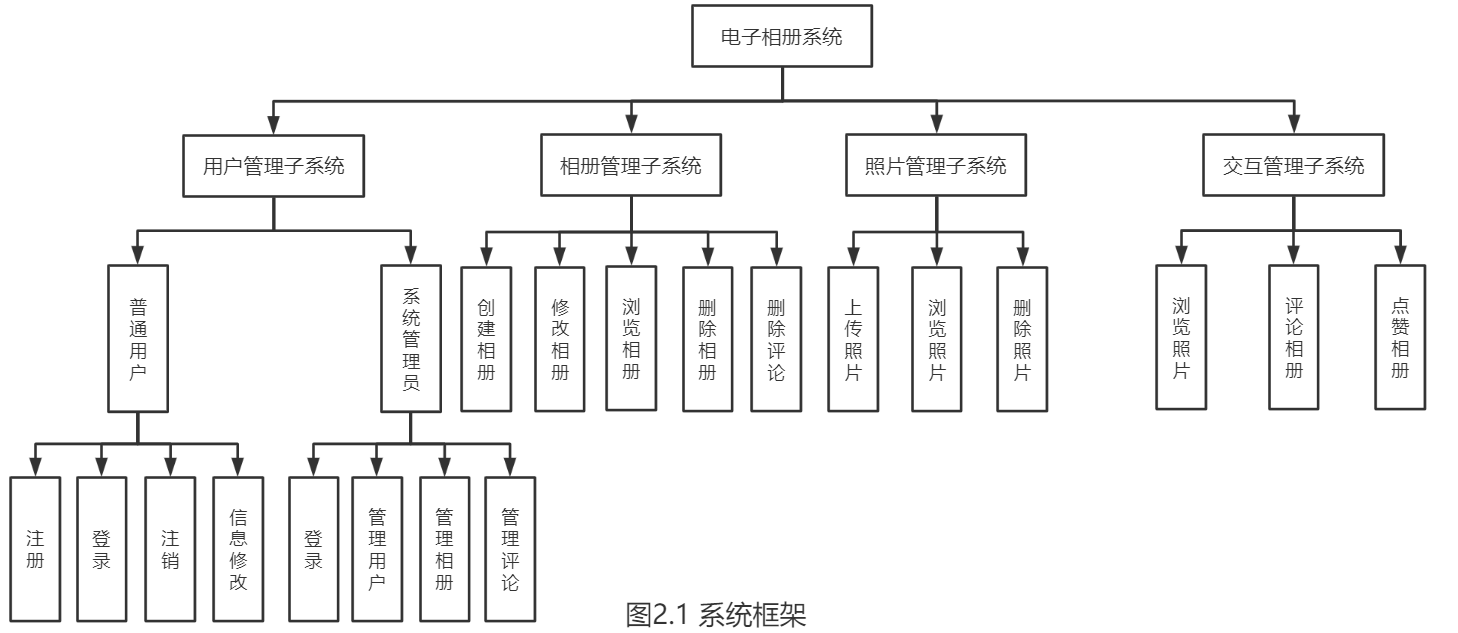 电子相册系统
用户管理子系统
相册管理子系统
照片管理子系统
交互管理子系统
普通用户
系统管理员
创建相册
修改相册
浏览相册
删除相册
删除评论
上传照片
浏览照片
删除照片
浏览照片
评论相册
点赞相册
注册
登录
注销
信息修改
登录
管理用户
管理相册
管理评论
图2.1 系统框架